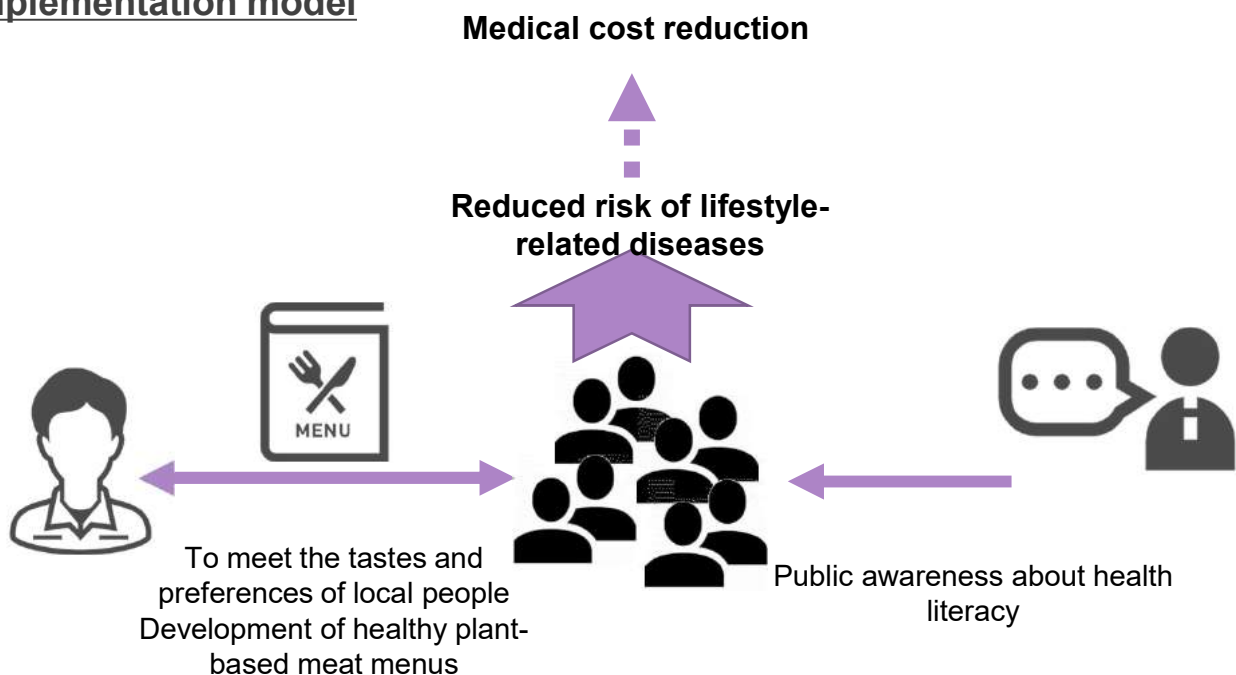 plementation model
Medical cost reduction
Reduced risk of lifestyle-
related diseases
MENU
To meet the tastes and
preferences of local people
Development of healthy plant-
based meat menus
Public awareness about health
literacy